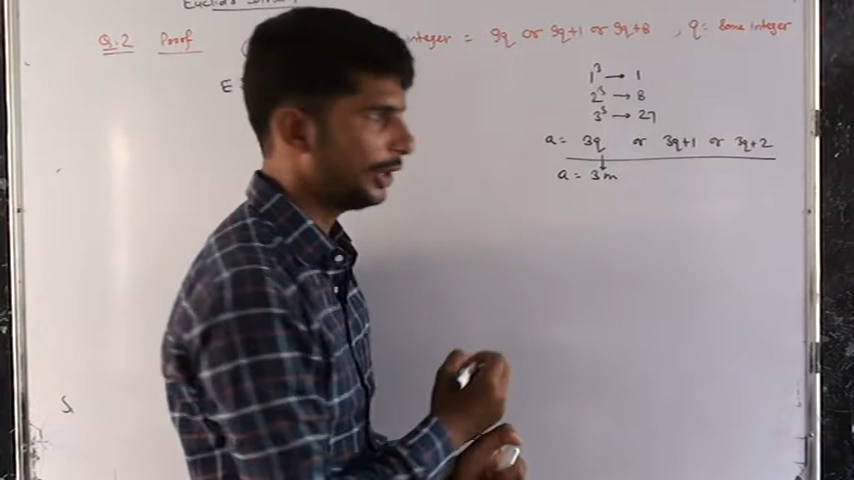 Euclid's
Q.2 Proof
integer = 9q or 9q+1 or 9q+8 , q = Some integer
E
1³ → 1
2³ → 8
3³ → 27
a = 3q or 3q+1 or 3q+2
a = 3m
S